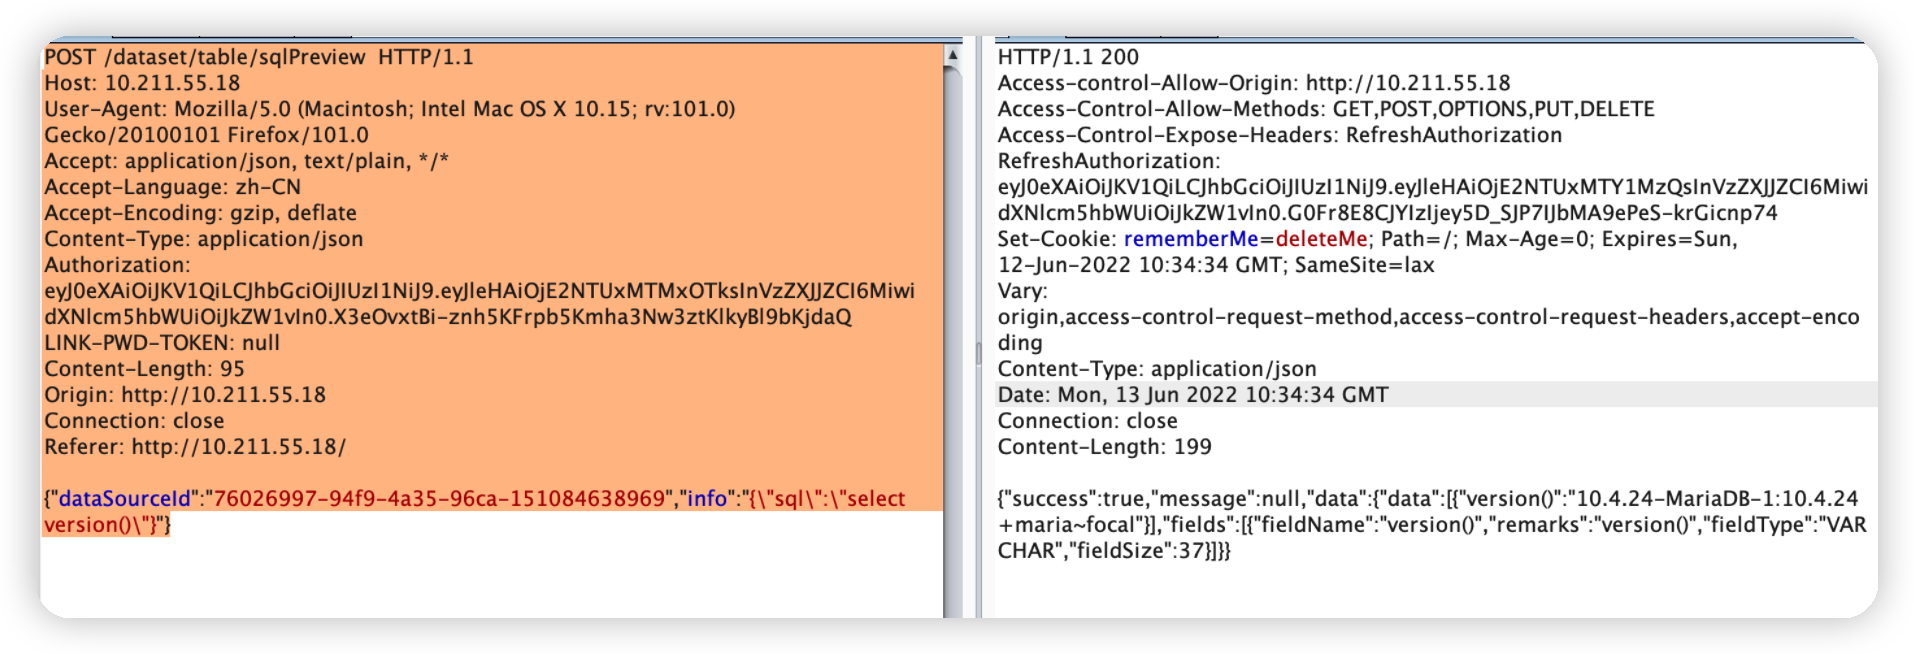 POST /dataset/table/sqlPreview  HTTP/1.1
Host: 10.211.55.18
User-Agent: Mozilla/5.0 (Macintosh; Intel Mac OS X 10.15; rv:101.0)
Gecko/20100101 Firefox/101.0
Accept: application/json, text/plain, */*
Accept-Language: zh-CN
Accept-Encoding: gzip, deflate
Content-Type: application/json
Authorization:
eyJ0eXAiOiJKV1QiLCJhbGciOiJIUzI1NiJ9.eyJleHAiOjE2NTUxMTMxOTksInVzZXJJZCI6Miwi
dXNlcm5hbWUiOiJkZW1vIn0.X3eOvxtBi-znh5KFrpb5Kmha3Nw3ztKlkyBl9bKjdaQ
LINK-PWD-TOKEN: null
Content-Length: 95
Origin: http://10.211.55.18
Connection: close
Referer: http://10.211.55.18/
{"dataSourceId":"76026997-94f9-4a35-96ca-151084638969","info":"{\"sql\":\"select
version()\"}"}
HTTP/1.1 200
Access-control-Allow-Origin: http://10.211.55.18
Access-Control-Allow-Methods: GET,POST,OPTIONS,PUT,DELETE
Access-Control-Expose-Headers: RefreshAuthorization
RefreshAuthorization:
eyJ0eXAiOiJKV1QiLCJhbGciOiJIUzI1NiJ9.eyJleHAiOjE2NTUxMTY1MzQsInVzZXJJZCI6Miwi
dXNlcm5hbWUiOiJkZW1vIn0.G0Fr8E8CJYIzIjey5D_SJP7IJbMA9ePeS-krGicnp74
Set-Cookie: rememberMe=deleteMe; Path=/; Max-Age=0; Expires=Sun,
12-Jun-2022 10:34:34 GMT; SameSite=lax
Vary:
origin,access-control-request-method,access-control-request-headers,accept-enco
ding
Content-Type: application/json
Date: Mon, 13 Jun 2022 10:34:34 GMT
Connection: close
Content-Length: 199
{"success":true,"message":null,"data":{"data":[{"version()":"10.4.24-MariaDB-1:10.4.24
+maria~focal"}],"fields":[{"fieldName":"version()","remarks":"version()","fieldType":"VAR
CHAR","fieldSize":37}]}}